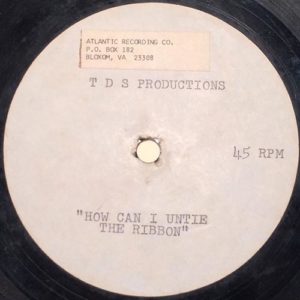 ATLANTIC RECORDING CO.
P.O. BOX 182
BLOXOM, VA 23308
T D S PRODUCTIONS
45 RPM
"HOW CAN I UNTIE
THE RIBBON"